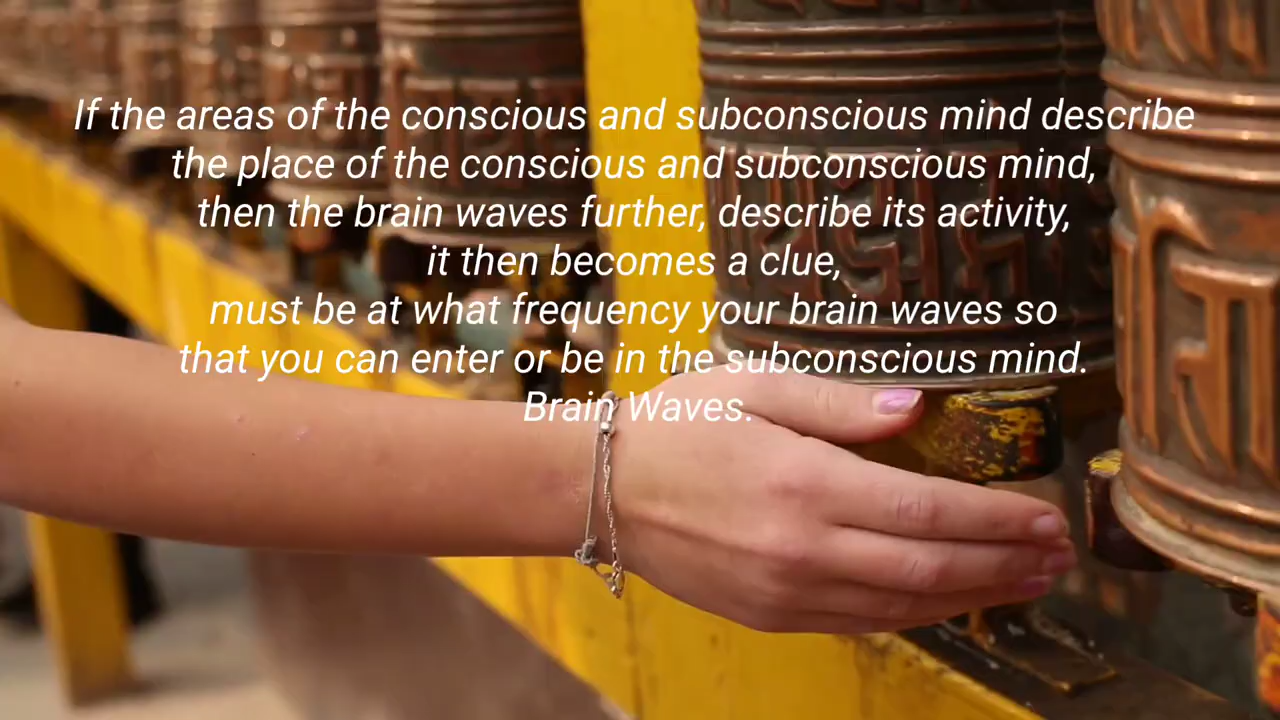 If the areas of the conscious and subconscious mind describe
the place of the conscious and subconscious mind,
then the brain waves further, describe its activity,
it then becomes a clue,
must be at what frequency your brain waves so
that you can enter or be in the subconscious mind.
Brain Waves.